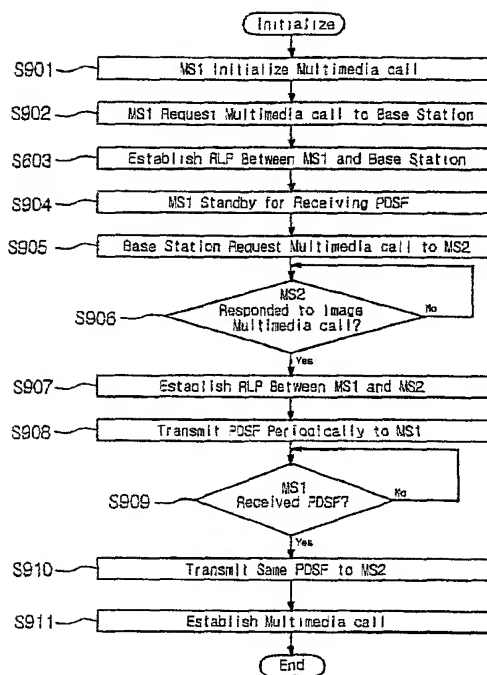 Initialize
S901 MS1 Initialize Multimedia call
S902 MS1 Request Multimedia call to Base Station
S603 Establish RLP Between MS1 and Base Station
S904 MS1 Standby for Receiving PDSF
S905 Base Station Request Multimedia call to MS2
S906 MS2
Responded to Image
Multimedia call?
No
Yes
S907 Establish RLP Between MS1 and MS2
S908 Transmit PDSF Periodically to MS1
S909 MS1
Received PDSF?
No
Yes
S910 Transmit Same PDSF to MS2
S911 Establish Multimedia call
End